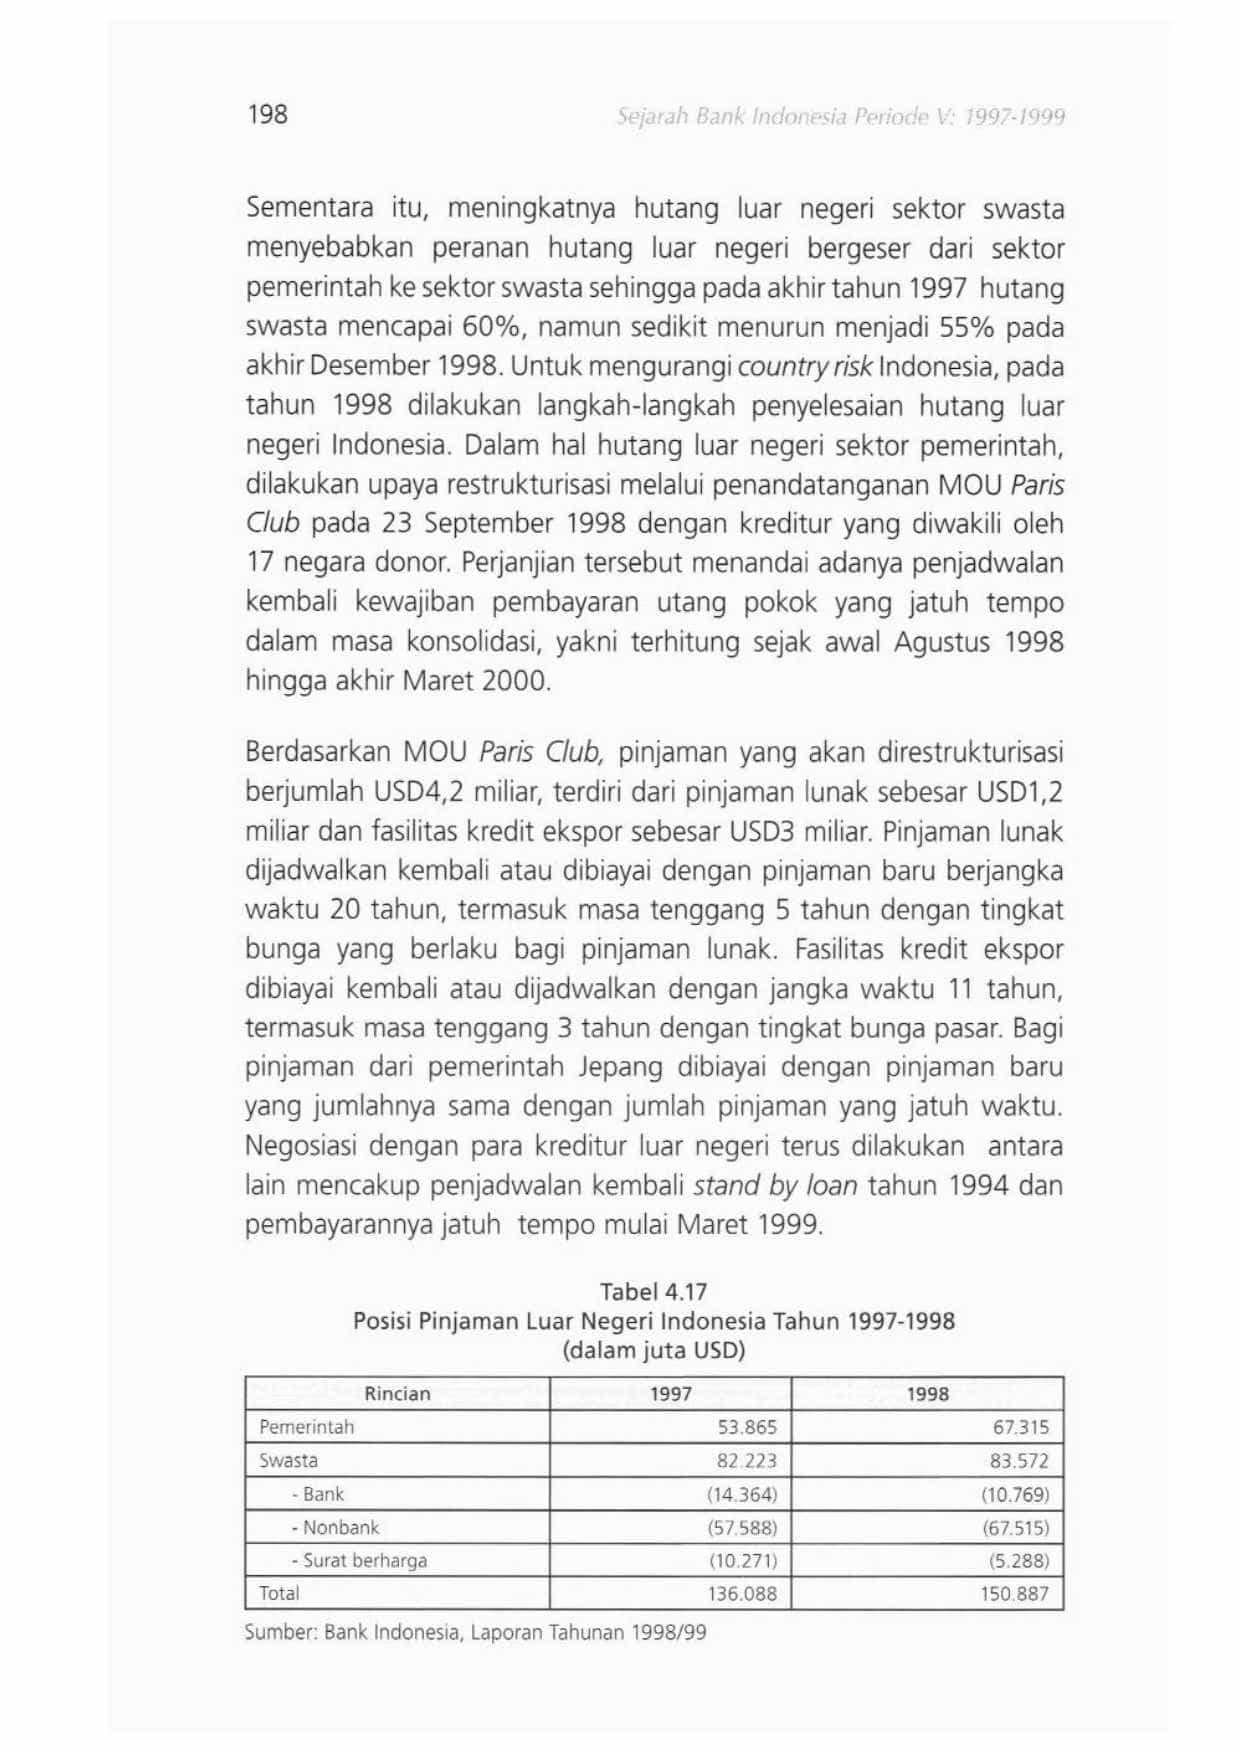 198
Sejarah Bank Indonesia Periode V: 1997-1999
Sementara itu, meningkatnya hutang luar negeri sektor swasta
menyebabkan peranan hutang luar negeri bergeser dari sektor
pemerintah ke sektor swasta sehingga pada akhir tahun 1997 hutang
swasta mencapai 60%, namun sedikit menurun menjadi 55% pada
akhir Desember 1998. Untuk mengurangi country risk Indonesia, pada
tahun 1998 dilakukan langkah-langkah penyelesaian hutang luar
negeri Indonesia. Dalam hal hutang luar negeri sektor pemerintah,
dilakukan upaya restrukturisasi melalui penandatanganan MOU Paris
Club pada 23 September 1998 dengan kreditur yang diwakili oleh
17 negara donor. Perjanjian tersebut menandai adanya penjadwalan
kembali kewajiban pembayaran utang pokok yang jatuh tempo
dalam masa konsolidasi, yakni terhitung sejak awal Agustus 1998
hingga akhir Maret 2000.
Berdasarkan MOU Paris Club, pinjaman yang akan direstrukturisasi
berjumlah USD4,2 miliar, terdiri dari pinjaman lunak sebesar USD1,2
miliar dan fasilitas kredit ekspor sebesar USD3 miliar. Pinjaman lunak
dijadwalkan kembali atau dibiayai dengan pinjaman baru berjangka
waktu 20 tahun, termasuk masa tenggang 5 tahun dengan tingkat
bunga yang berlaku bagi pinjaman lunak. Fasilitas kredit ekspor
dibiayai kembali atau dijadwalkan dengan jangka waktu 11 tahun,
termasuk masa tenggang 3 tahun dengan tingkat bunga pasar. Bagi
pinjaman dari pemerintah Jepang dibiayai dengan pinjaman baru
yang jumlahnya sama dengan jumlah pinjaman yang jatuh waktu.
Negosiasi dengan para kreditur luar negeri terus dilakukan antara
lain mencakup penjadwalan kembali stand by loan tahun 1994 dan
pembayarannya jatuh tempo mulai Maret 1999.
Tabel 4.17
Posisi Pinjaman Luar Negeri Indonesia Tahun 1997-1998
(dalam juta USD)
Rincian 1997 1998
Pemerintah 53.865 67.315
Swasta 82.223 83.572
- Bank (14.364) (10.769)
- Nonbank (57.588) (67.515)
- Surat berharga (10.271) (5.288)
Total 136.088 150.887
Sumber: Bank Indonesia, Laporan Tahunan 1998/99